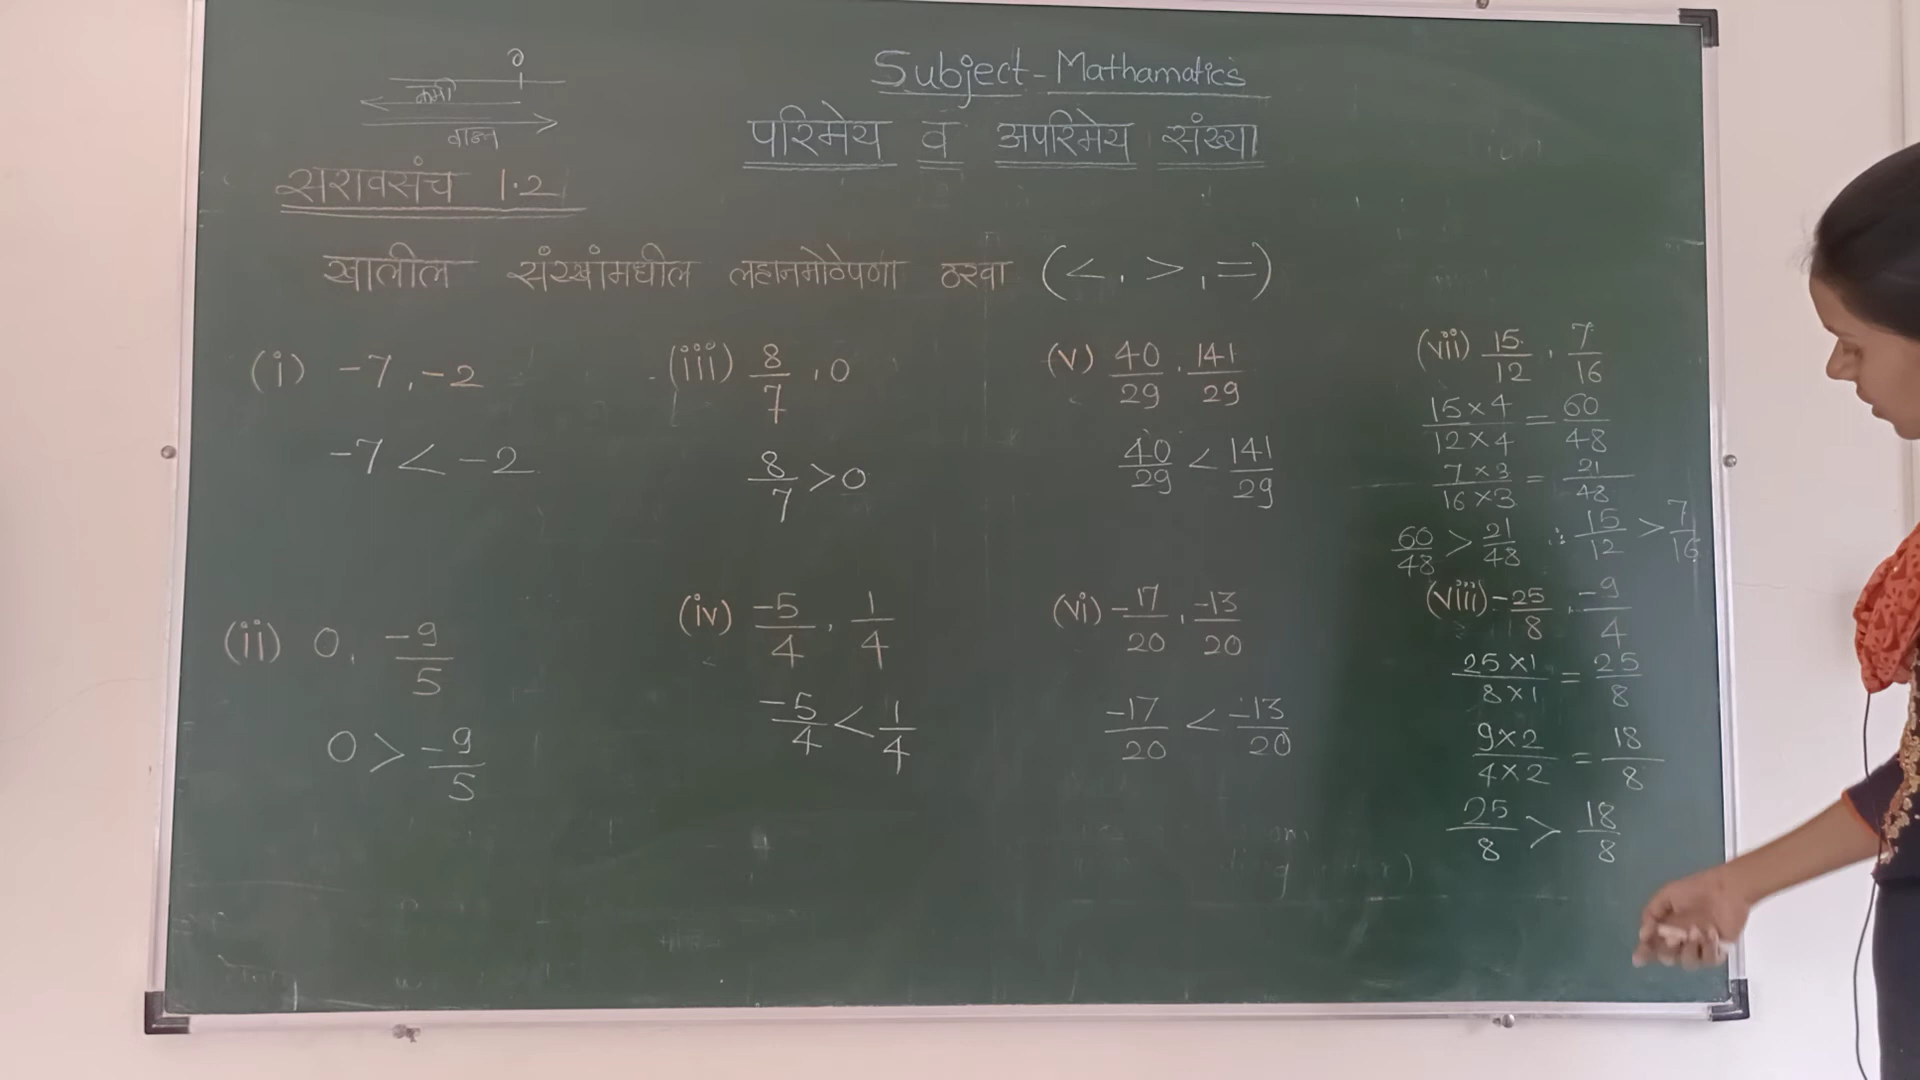 ०
कमी
Subject - Mathamatics
परिमेय व अपरिमेय संख्या
सरावसंच 1.2
खालील संख्यांमधील लहानमोठेपणा ठरवा (<, >, =)
(i) -7, -2
-7 < -2
(ii) 0, -9/5
0 > -9/5
(iii) 8/7, 0
8/7 > 0
(iv) -5/4, 1/4
-5/4 < 1/4
(v) 40/29, 141/29
40/29 < 141/29
(vi) -17/20, -13/20
-17/20 < -13/20
(vii) 15/12, 7/16
15×4/12×4 = 60/48
7×3/16×3 = 21/48
60/48 > 21/48 ∴ 15/12 > 7/16
(viii) -25/8, -9/4
25×1/8×1 = 25/8
9×2/4×2 = 18/8
25/8 > 18/8